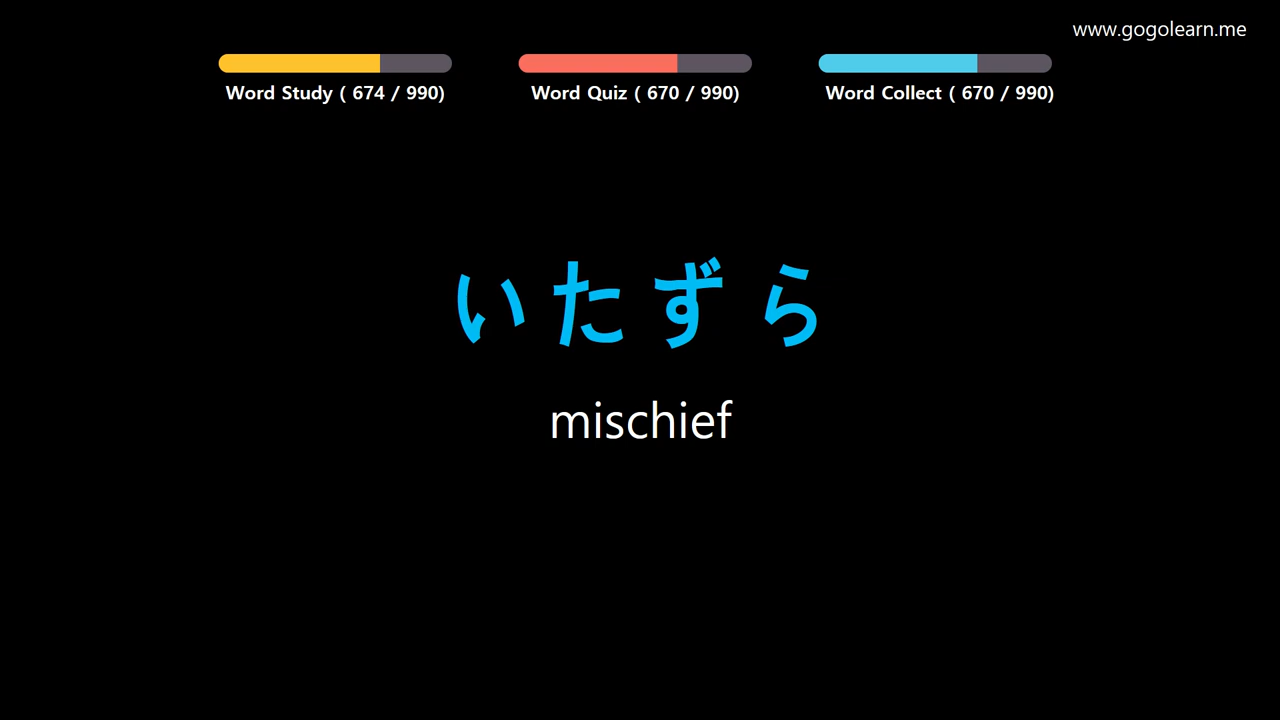 www.gogolearn.me
Word Study ( 674 / 990)
Word Quiz ( 670 / 990)
Word Collect ( 670 / 990)
いたずら
mischief